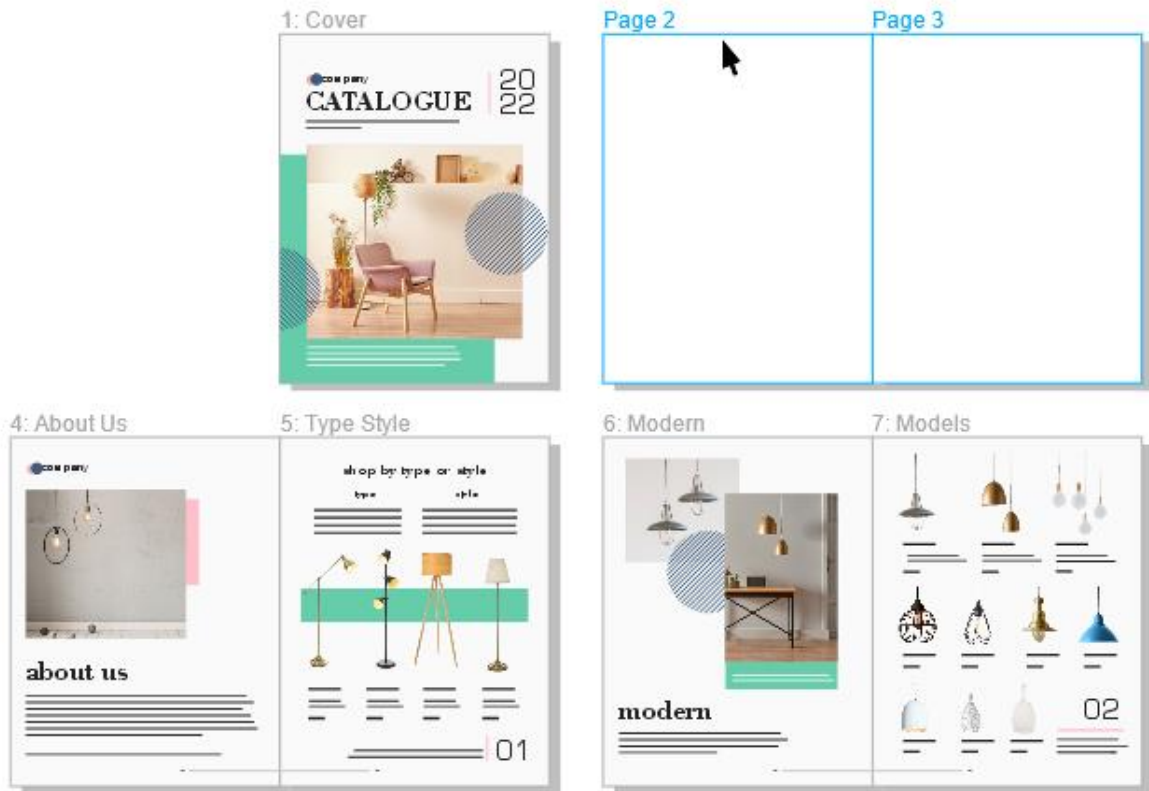 1: Cover
Page 2
Page 3
company
CATALOGUE
20
22
4: About Us
5: Type Style
6: Modern
7: Models
company
about us
shop by type or style
type
style
01
modern
02